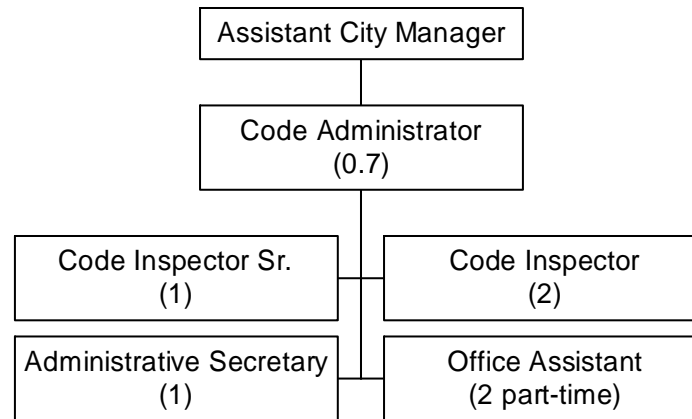 Assistant City Manager
Code Administrator
(0.7)
Code Inspector Sr.
(1)
Code Inspector
(2)
Administrative Secretary
(1)
Office Assistant
(2 part-time)